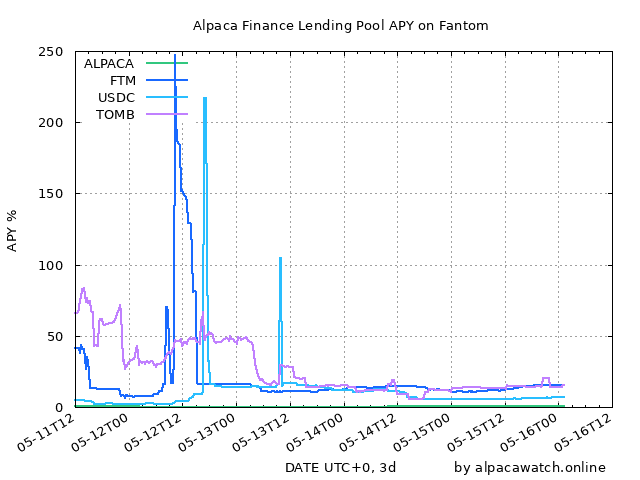 Alpaca Finance Lending Pool APY on Fantom
250
200
150
100
50
0
APY %
ALPACA
FTM
USDC
TOMB
05-11T12
05-12T00
05-12T12
05-13T00
05-13T12
05-14T00
05-14T12
05-15T00
05-15T12
05-16T00
05-16T12
DATE UTC+0, 3d
by alpacawatch.online